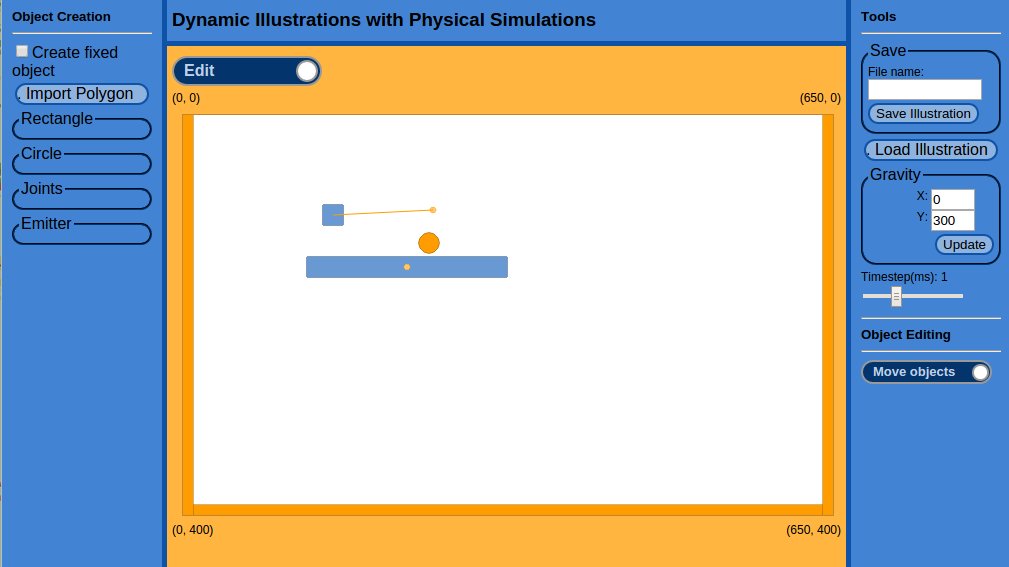 Object Creation
Create fixed
object
Import Polygon
Rectangle
Circle
Joints
Emitter
Dynamic Illustrations with Physical Simulations
Edit
(0, 0)
(650, 0)
(0, 400)
(650, 400)
Tools
Save
File name:
Save Illustration
Load Illustration
Gravity
X: 0
Y: 300
Update
Timestep(ms): 1
Object Editing
Move objects